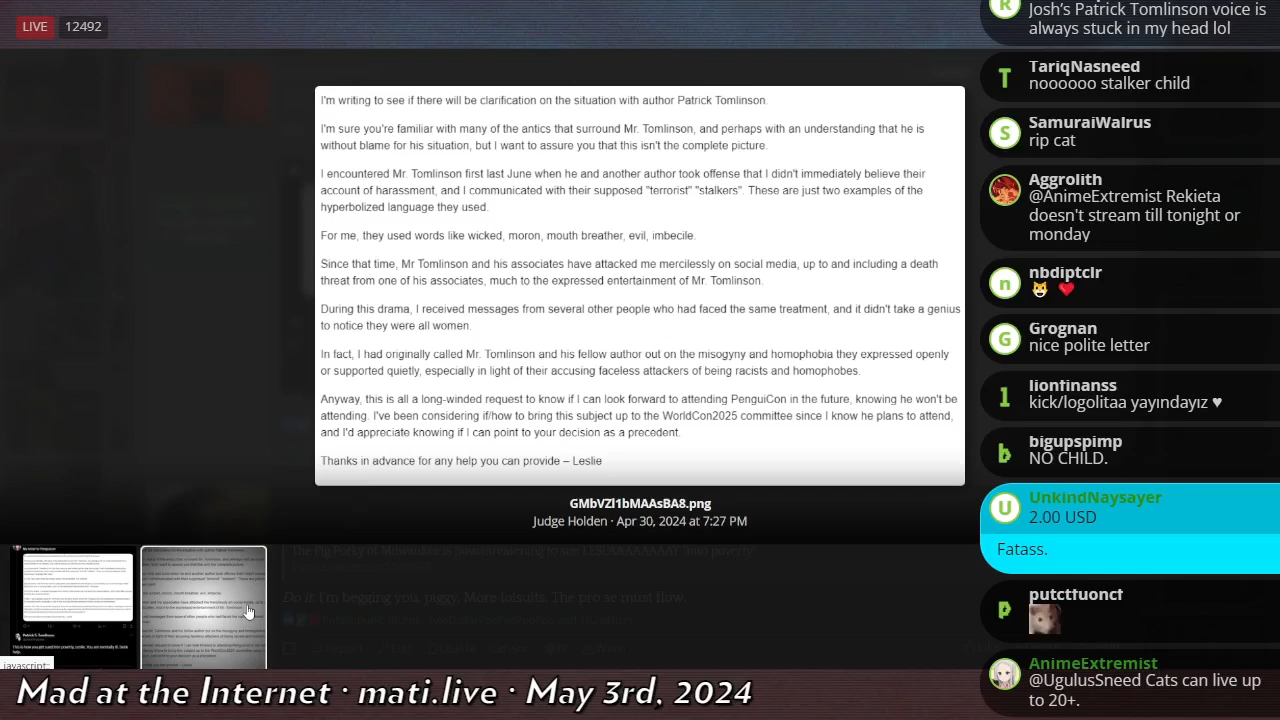 LIVE 12492
I'm writing to see if there will be clarification on the situation with author Patrick Tomlinson.
I'm sure you're familiar with many of the antics that surround Mr. Tomlinson, and perhaps with an understanding that he is
without blame for his situation, but I want to assure you that this isn't the complete picture.
I encountered Mr. Tomlinson first last June when he and another author took offense that I didn't immediately believe their
account of harassment, and I communicated with their supposed "terrorist" "stalkers". These are just two examples of the
hyperbolized language they used.
For me, they used words like wicked, moron, mouth breather, evil, imbecile.
Since that time, Mr Tomlinson and his associates have attacked me mercilessly on social media, up to and including a death
threat from one of his associates, much to the expressed entertainment of Mr. Tomlinson.
During this drama, I received messages from several other people who had faced the same treatment, and it didn't take a genius
to notice they were all women.
In fact, I had originally called Mr. Tomlinson and his fellow author out on the misogyny and homophobia they expressed openly
or supported quietly, especially in light of their accusing faceless attackers of being racists and homophobes.
Anyway, this is all a long-winded request to know if I can look forward to attending PenguiCon in the future, knowing he won't be
attending. I've been considering if/how to bring this subject up to the WorldCon2025 committee since I know he plans to attend,
and I'd appreciate knowing if I can point to your decision as a precedent.
Thanks in advance for any help you can provide – Leslie
GMbVZl1bMAAsBA8.png
Judge Holden · Apr 30, 2024 at 7:27 PM
javascript:
Josh's Patrick Tomlinson voice is
always stuck in my head lol
T
TariqNasneed
noooooo stalker child
S
SamuraiWalrus
rip cat
Aggrolith
@AnimeExtremist Rekieta
doesn't stream till tonight or
monday
n
nbdiptclr
😺 ❤️
G
Grognan
nice polite letter
l
lionfinanss
kick/logolitaa yayındayız ♥
b
bigupspimp
NO CHILD.
U
UnkindNaysayer
2.00 USD
Fatass.
p
putctfuoncf
AnimeExtremist
@UgulusSneed Cats can live up
to 20+.
Mad at the Internet · mati.live · May 3rd, 2024